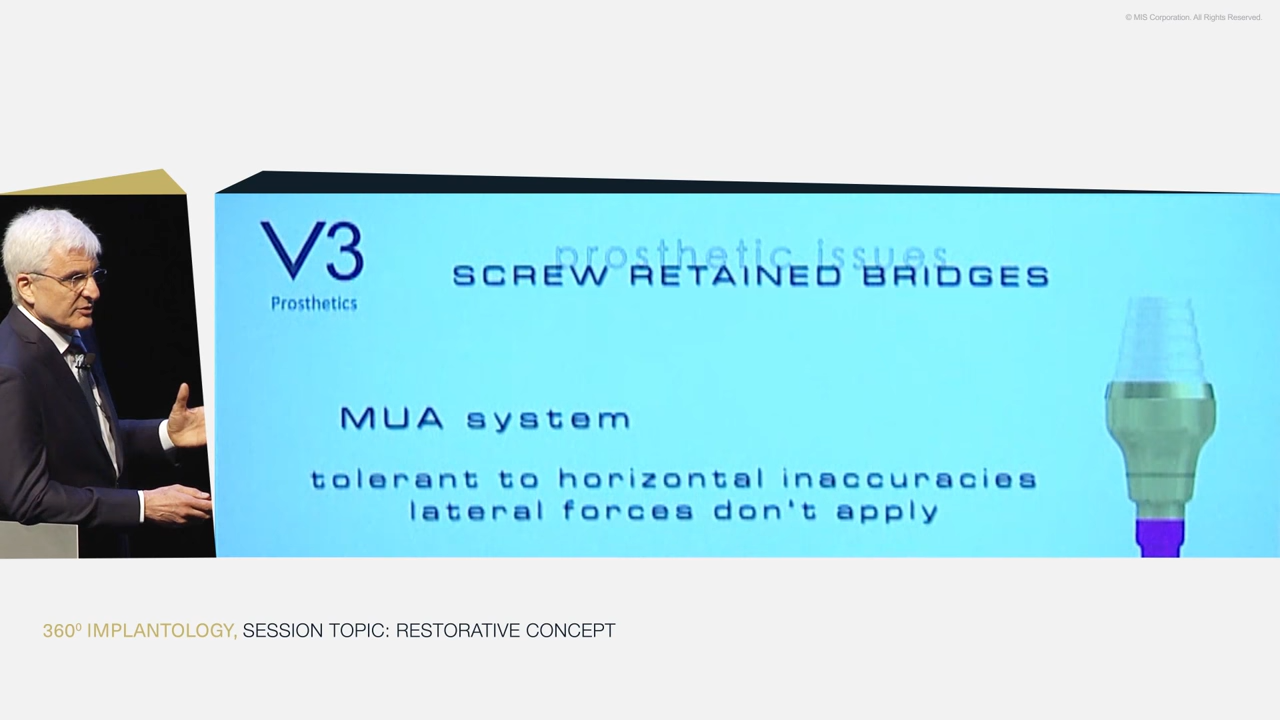 © MIS Corporation. All Rights Reserved.
V3
Prosthetics
prosthetic issues
SCREW RETAINED BRIDGES
MUA system
tolerant to horizontal inaccuracies
lateral forces don't apply
360⁰ IMPLANTOLOGY, SESSION TOPIC: RESTORATIVE CONCEPT